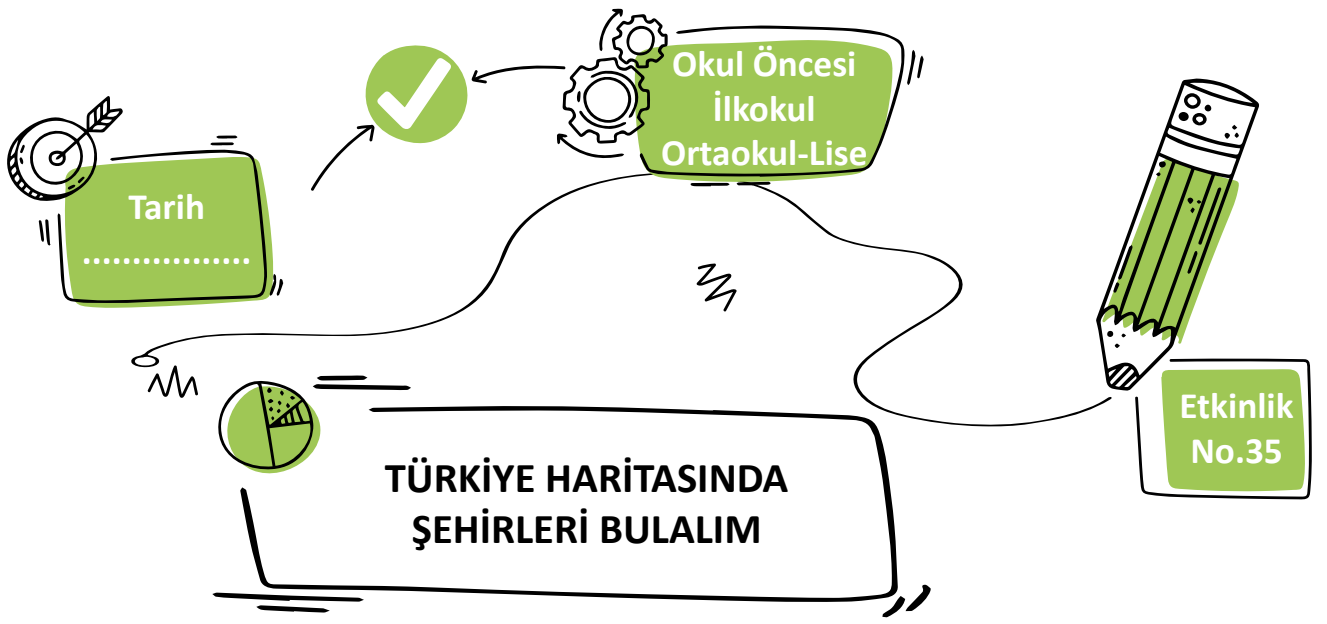 Okul Öncesi
İlkokul
Ortaokul-Lise
Tarih
.................
Etkinlik
No.35
TÜRKİYE HARİTASINDA
ŞEHİRLERİ BULALIM